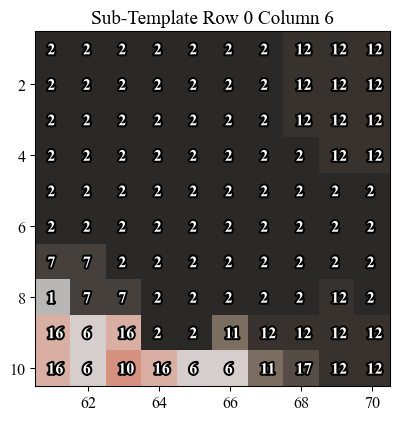 Sub-Template Row 0 Column 6
2 2 2 2 2 2 2 12 12 12
2 2 2 2 2 2 2 2 12 12 12
2 2 2 2 2 2 2 12 12 12
4 2 2 2 2 2 2 2 2 12 12
2 2 2 2 2 2 2 2 2 2
6 2 2 2 2 2 2 2 2 2 2
7 7 2 2 2 2 2 2 2 2
8 1 7 7 2 2 2 2 2 12 2
16 6 16 2 2 11 12 12 12 12
10 16 6 10 16 6 6 11 17 12 12
62 64 66 68 70